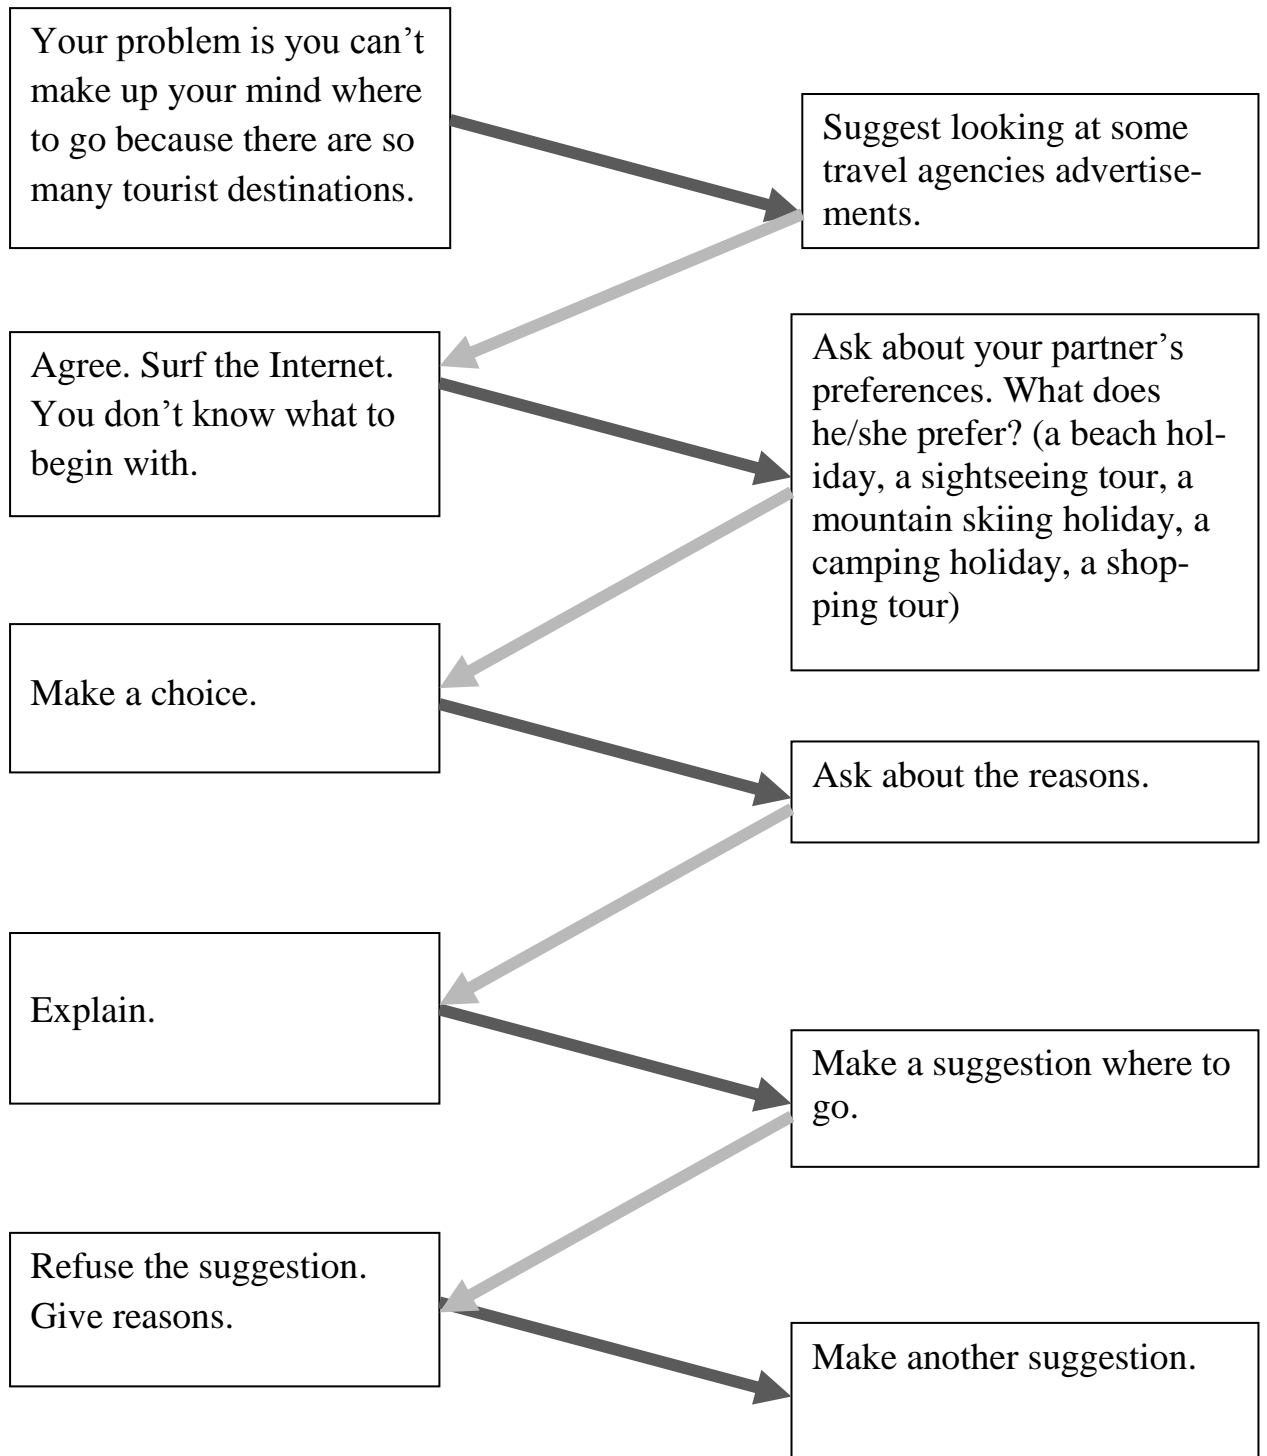 Your problem is you can’t
make up your mind where
to go because there are so
many tourist destinations.
Suggest looking at some
travel agencies advertise-
ments.
Agree. Surf the Internet.
You don’t know what to
begin with.
Ask about your partner’s
preferences. What does
he/she prefer? (a beach hol-
iday, a sightseeing tour, a
mountain skiing holiday, a
camping holiday, a shop-
ping tour)
Make a choice.
Ask about the reasons.
Explain.
Make a suggestion where to
go.
Refuse the suggestion.
Give reasons.
Make another suggestion.